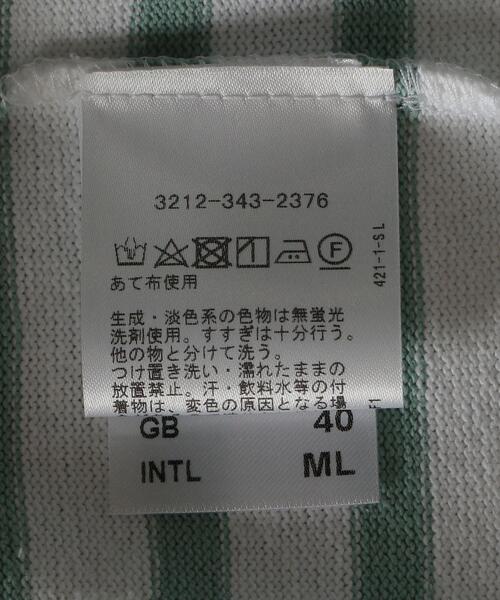 3212-343-2376
F
あて布使用
421-1-SL
生成・淡色系の色物は無蛍光
洗剤使用。すすぎは十分行う。
他の物と分けて洗う。
つけ置き洗い・濡れたままの
放置禁止。汗・飲料水等の付
着物は、変色の原因となる場
F1
GB 40
INTL ML